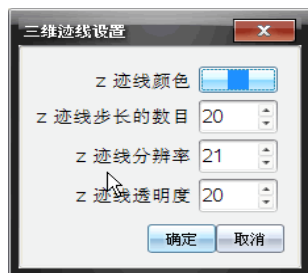 三维迹线设置
z 迹线颜色
z 迹线步长的数目 20
z 迹线分辨率 21
z 迹线透明度 20
确定 取消